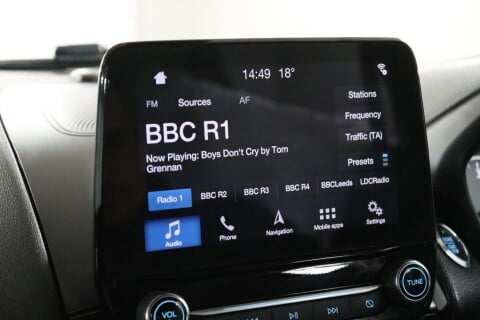 14:49 18°
FM Sources AF
Stations
BBC R1
Frequency
Now Playing: Boys Don't Cry by Tom
Grennan
Traffic (TA)
Presets
Radio 1 BBC R2 BBC R3 BBC R4 BBCLeeds LDCRadio
Audio Phone Navigation Mobile apps Settings
VOL TUNE